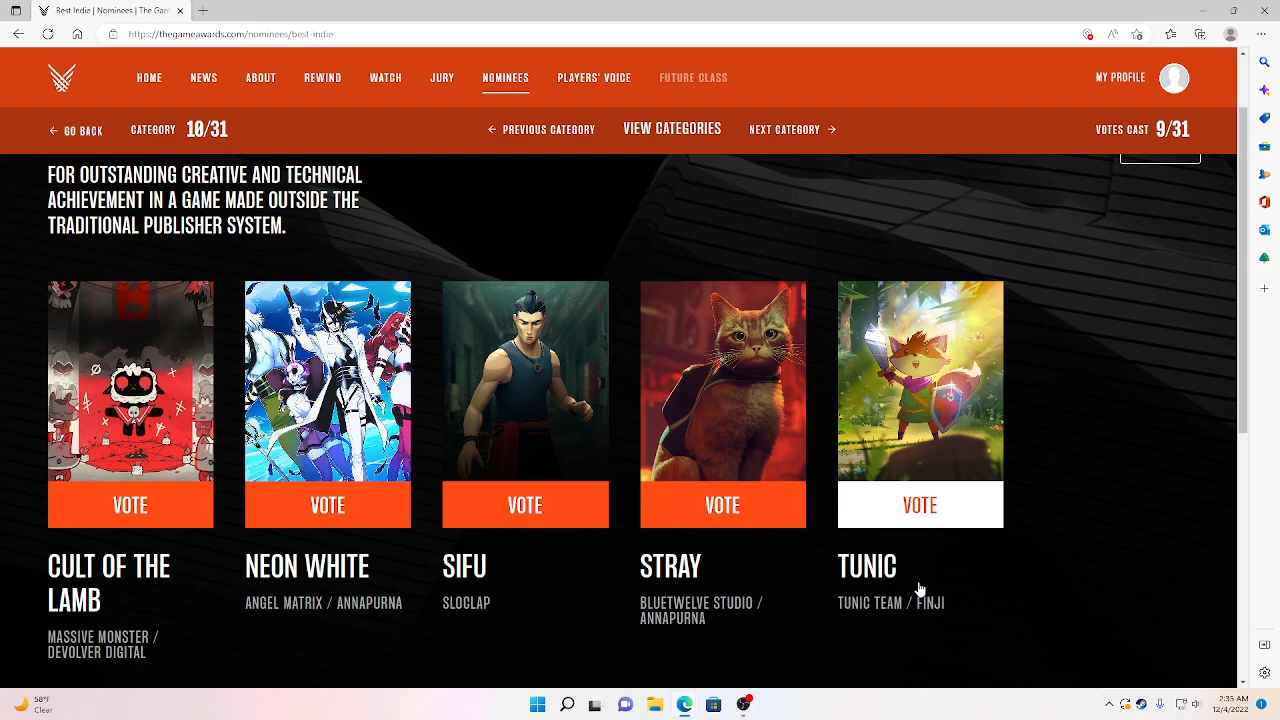 Best Indie | Nominees | The Gam
https://thegameawards.com/nominees/best-indie
HOME NEWS ABOUT REWIND WATCH JURY NOMINEES PLAYERS' VOICE FUTURE CLASS MY PROFILE
GO BACK CATEGORY 10/31 PREVIOUS CATEGORY VIEW CATEGORIES NEXT CATEGORY VOTES CAST 9/31
FOR OUTSTANDING CREATIVE AND TECHNICAL
ACHIEVEMENT IN A GAME MADE OUTSIDE THE
TRADITIONAL PUBLISHER SYSTEM.
VOTE VOTE VOTE VOTE VOTE
CULT OF THE
LAMB
MASSIVE MONSTER /
DEVOLVER DIGITAL
NEON WHITE
ANGEL MATRIX / ANNAPURNA
SIFU
SLOCLAP
STRAY
BLUETWELVE STUDIO /
ANNAPURNA
TUNIC
TUNIC TEAM / FINJI
58°F
Clear
2:35 AM
12/4/2022